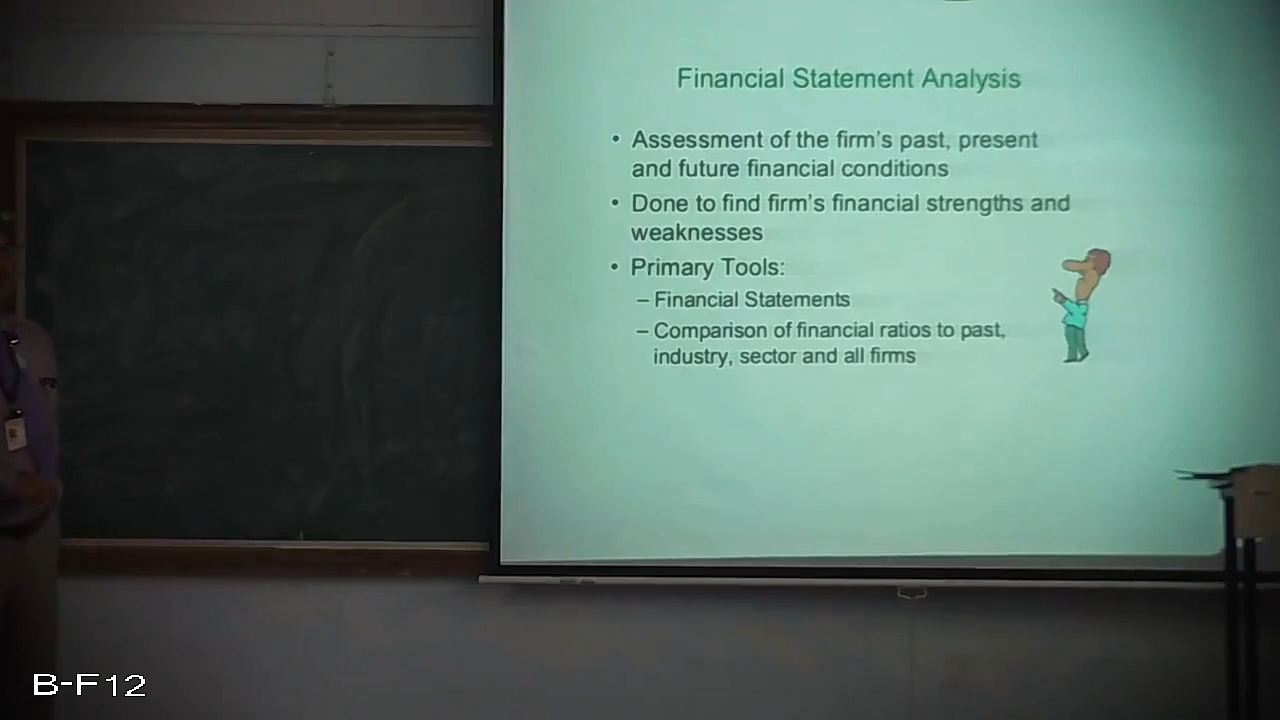 Financial Statement Analysis
• Assessment of the firm's past, present
and future financial conditions
• Done to find firm's financial strengths and
weaknesses
• Primary Tools:
– Financial Statements
– Comparison of financial ratios to past,
industry, sector and all firms
B-F12